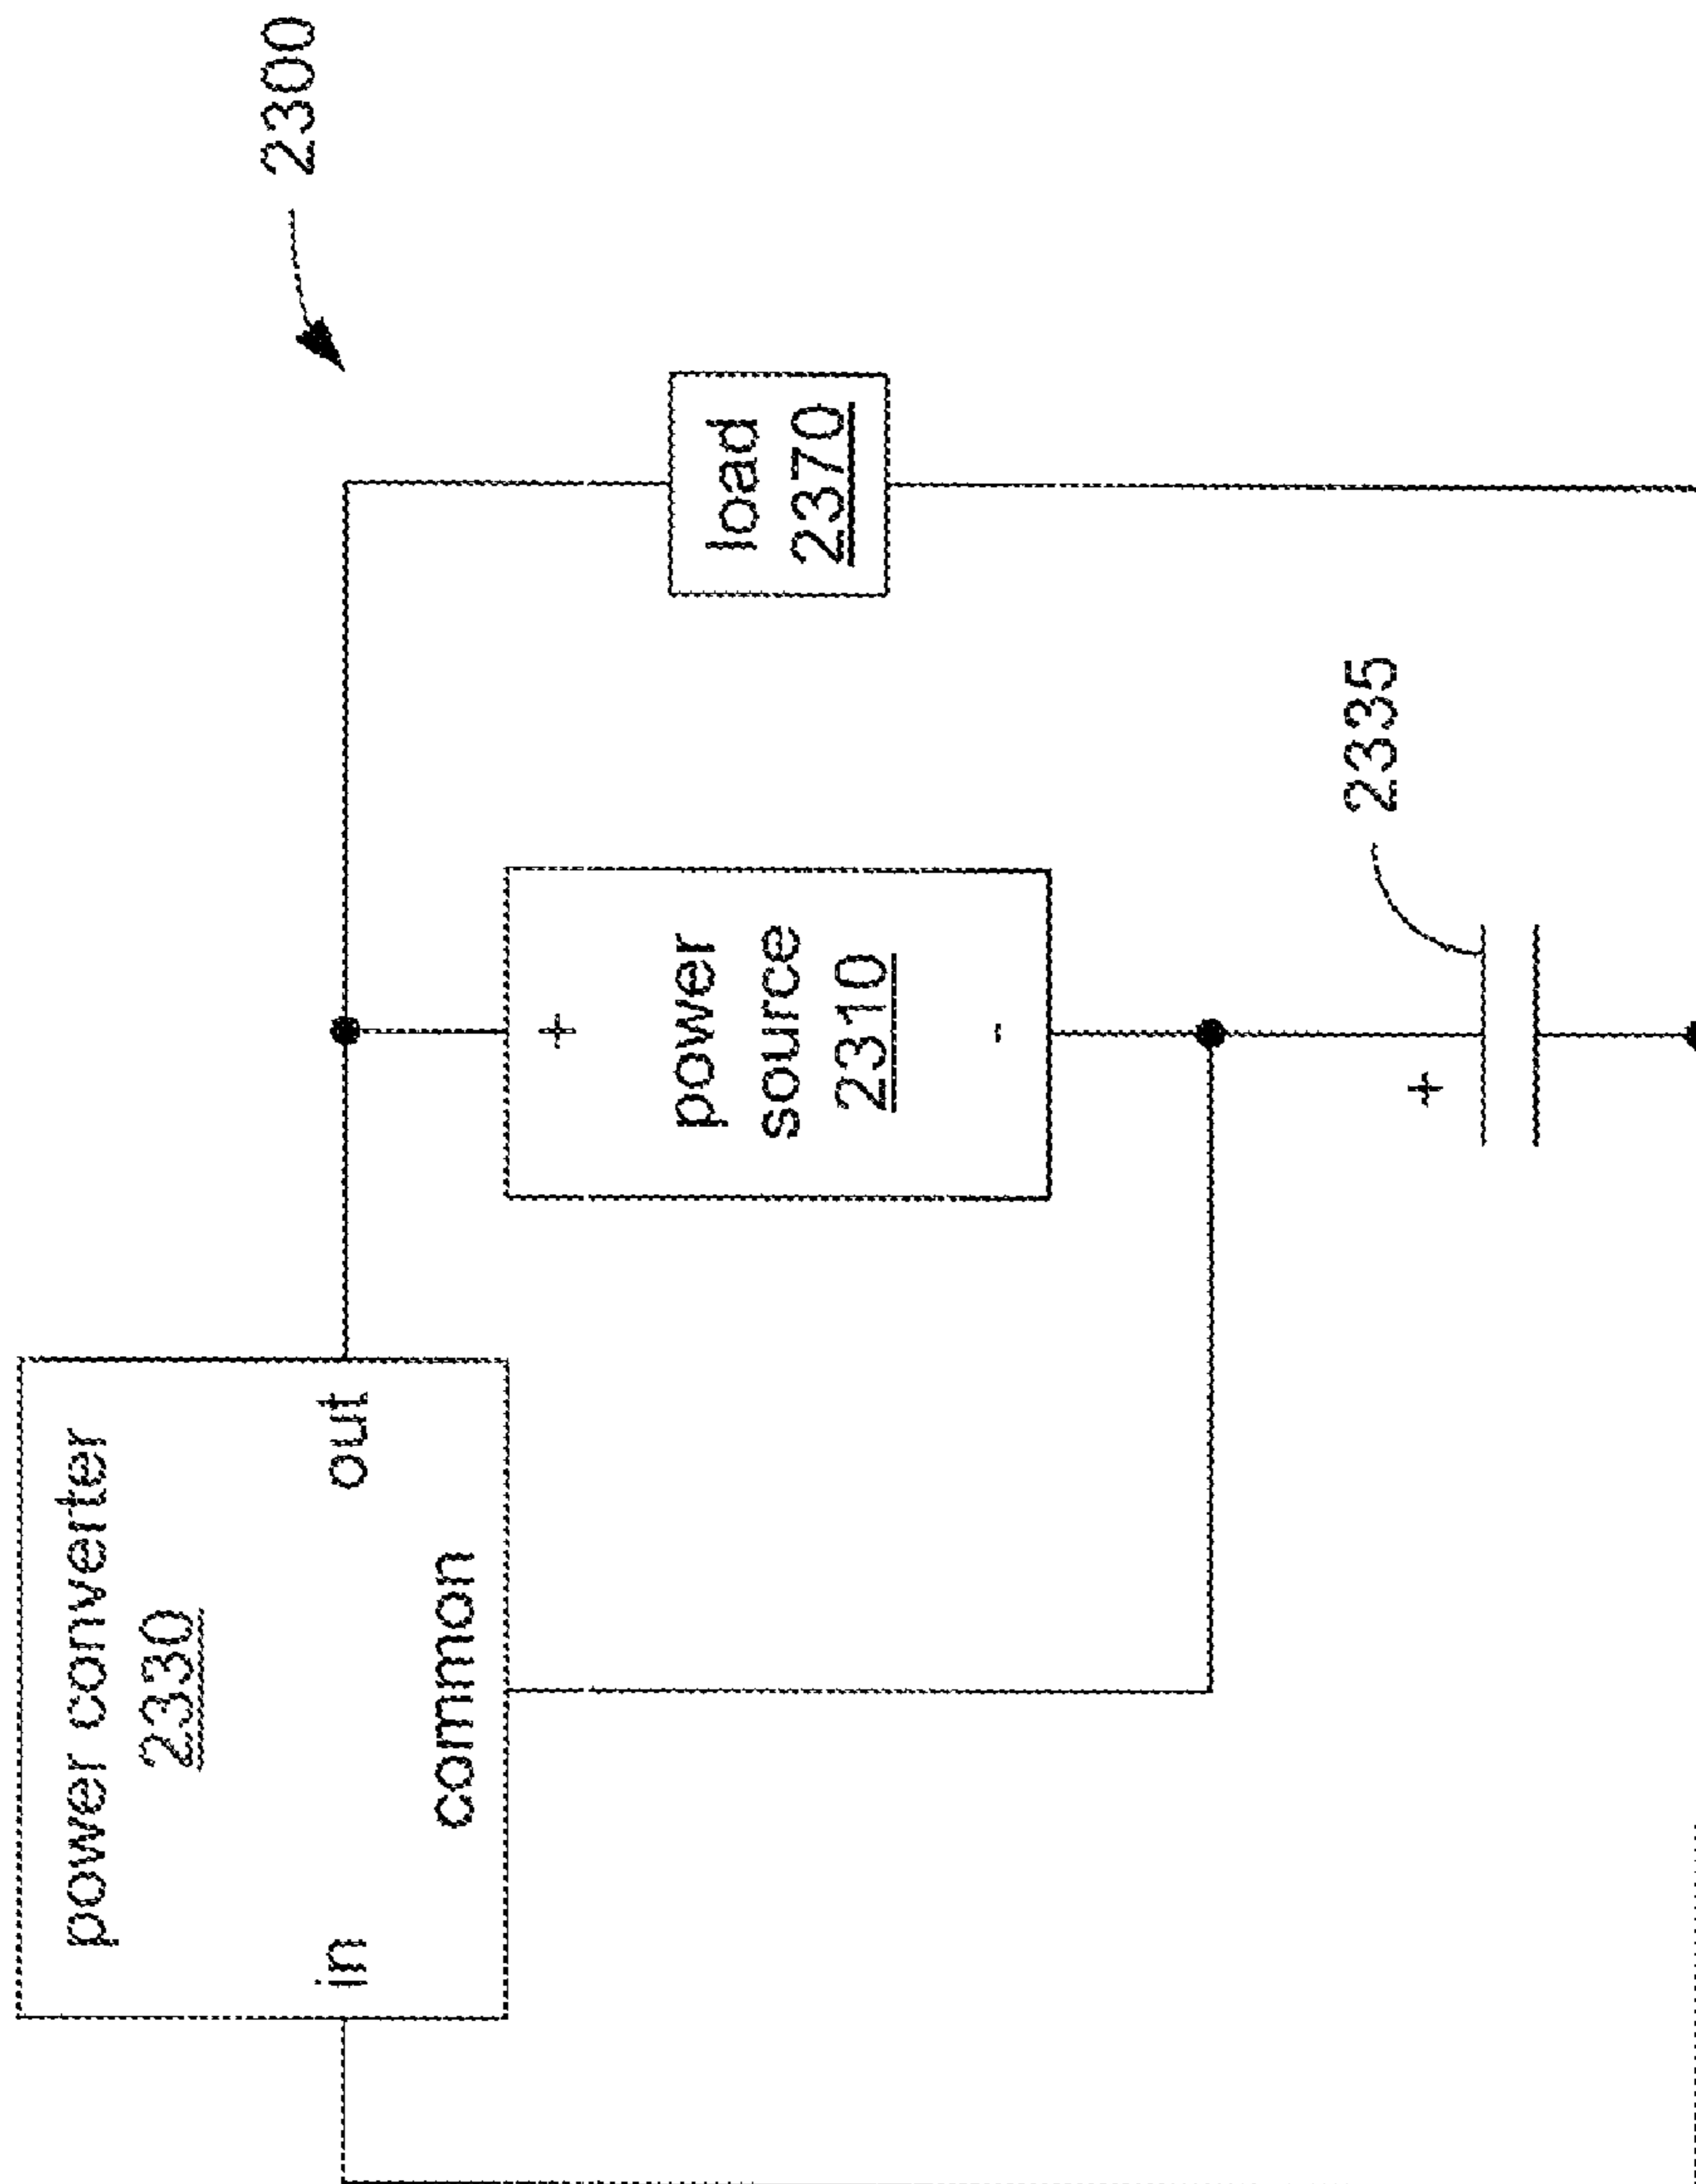 2300
power converter
2330
in
out
common
power
source
2310
+
-
load
2370
+
2335